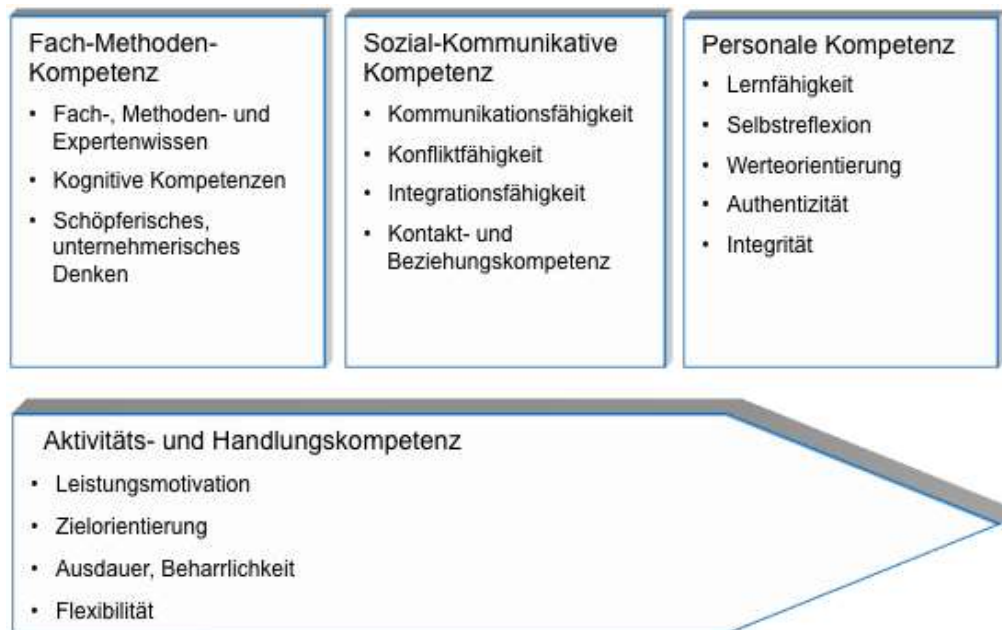 Fach-Methoden-
Kompetenz
• Fach-, Methoden- und
Expertenwissen
• Kognitive Kompetenzen
• Schöpferisches,
unternehmerisches
Denken
Sozial-Kommunikative
Kompetenz
• Kommunikationsfähigkeit
• Konfliktfähigkeit
• Integrationsfähigkeit
• Kontakt- und
Beziehungskompetenz
Personale Kompetenz
• Lernfähigkeit
• Selbstreflexion
• Werteorientierung
• Authentizität
• Integrität
Aktivitäts- und Handlungskompetenz
• Leistungsmotivation
• Zielorientierung
• Ausdauer, Beharrlichkeit
• Flexibilität